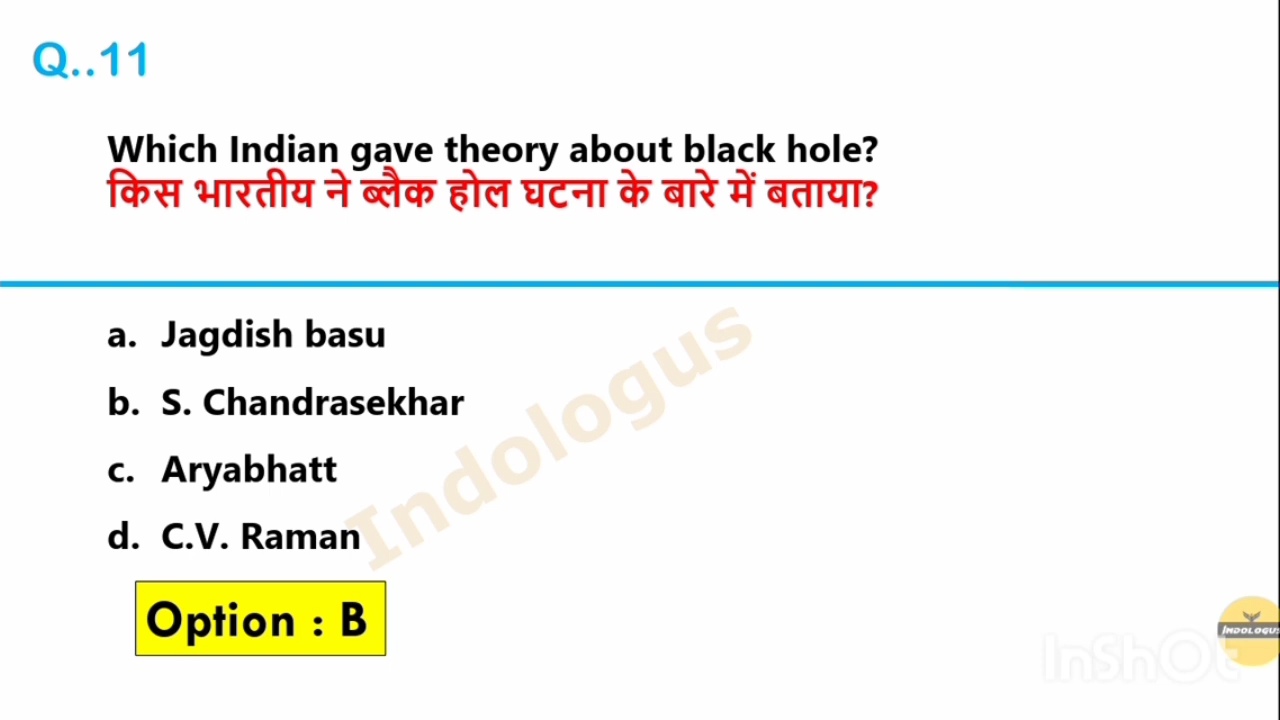 Q..11
Which Indian gave theory about black hole?
किस भारतीय ने ब्लैक होल घटना के बारे में बताया?
a. Jagdish basu
b. S. Chandrasekhar
c. Aryabhatt
d. C.V. Raman
Indologus
Option : B
INDOLOGUS
InShOt